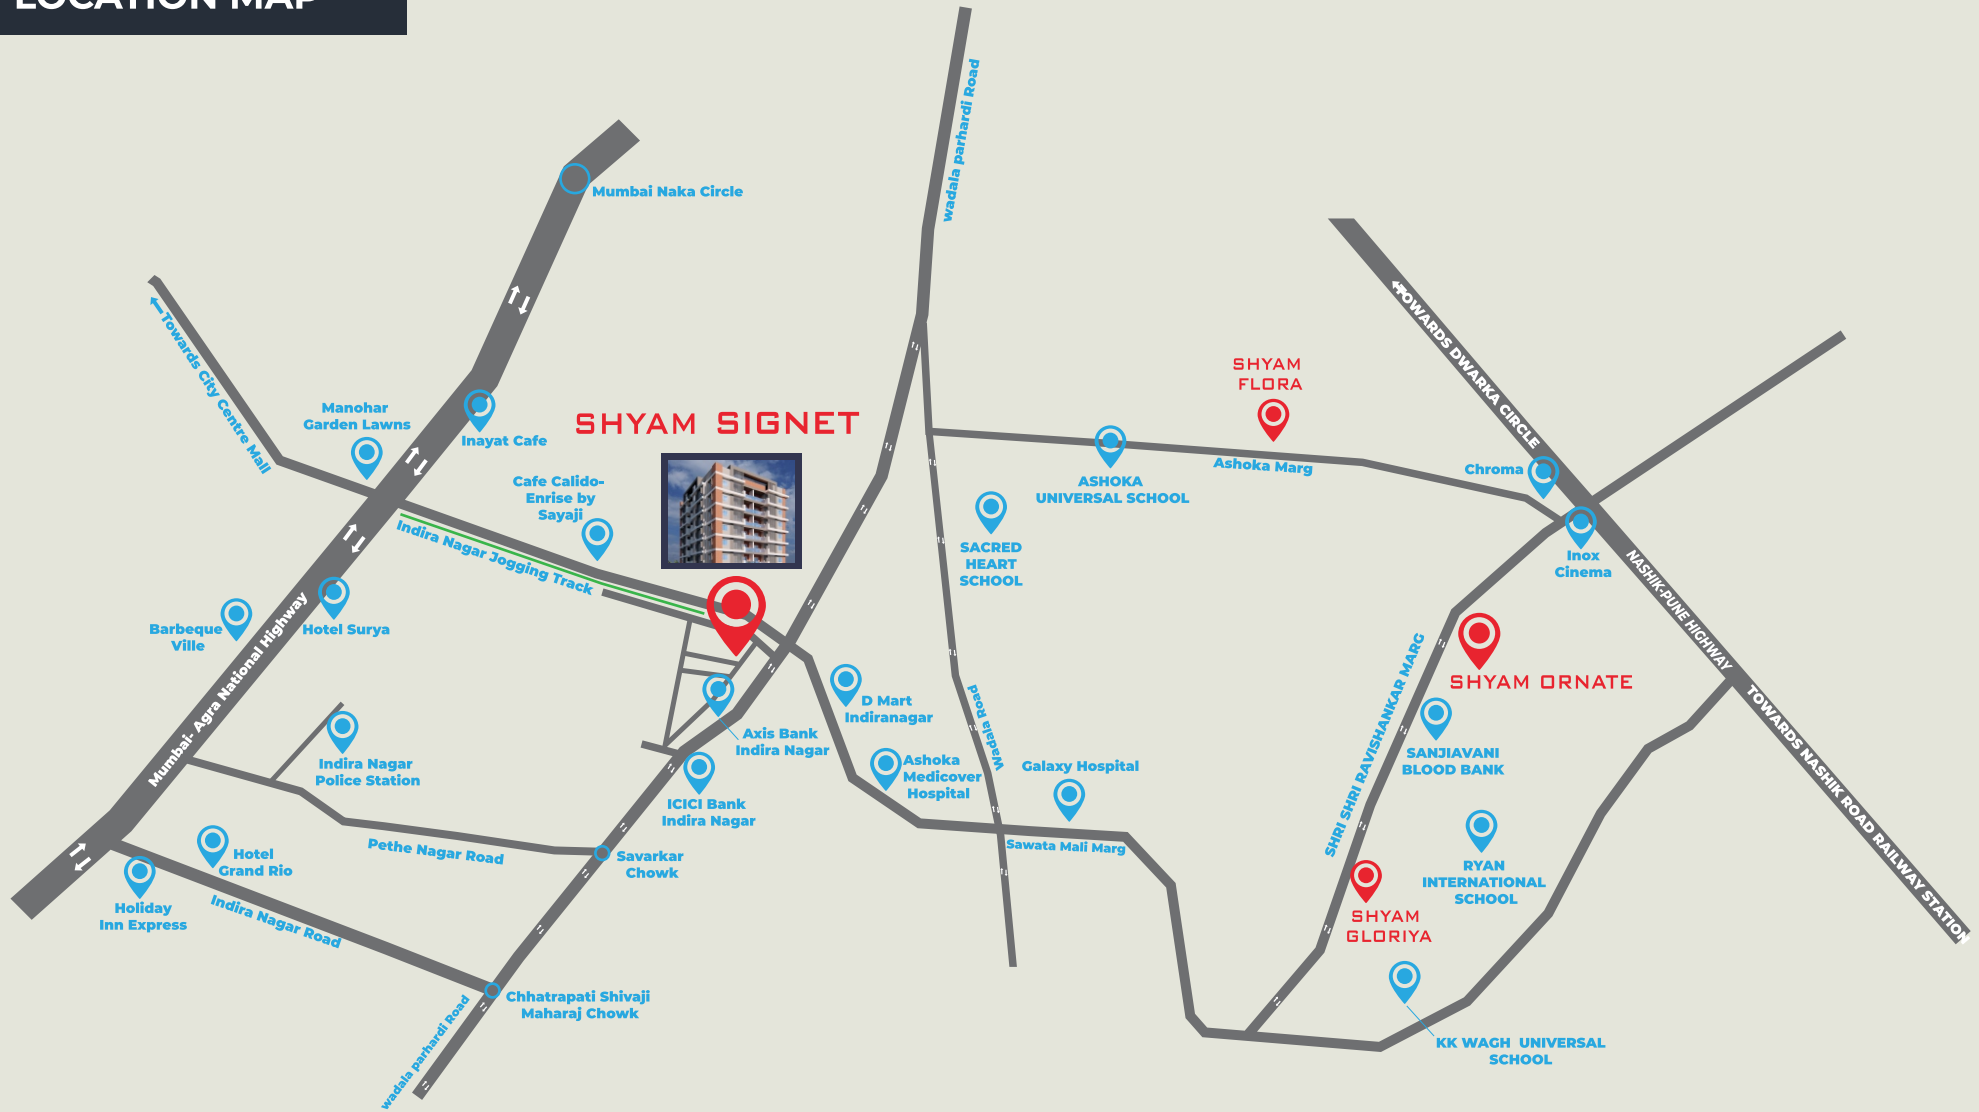 LOCATION MAP
wadala parhardi Road
Mumbai Naka Circle
TOWARDS DWARKA CIRCLE
Towards City Centre Mall
SHYAM
FLORA
Manohar
Garden Lawns
Inayat Cafe
SHYAM SIGNET
Ashoka Marg
Chroma
Cafe Calido-
Enrise by
Sayaji
ASHOKA
UNIVERSAL SCHOOL
Indira Nagar Jogging Track
SACRED
HEART
SCHOOL
Inox
Cinema
NASHIK-PUNE HIGHWAY
Barbeque
Ville
Hotel Surya
Mumbai- Agra National Highway
SHYAM ORNATE
SHRI SHRI RAVISHANKAR MARG
TOWARDS NASHIK ROAD RAILWAY STATION
D Mart
Indiranagar
Wadala Road
Axis Bank
Indira Nagar
SANJIAVANI
BLOOD BANK
Indira Nagar
Police Station
Ashoka
Medicover
Hospital
Galaxy Hospital
ICICI Bank
Indira Nagar
Sawata Mali Marg
Pethe Nagar Road
Savarkar
Chowk
Hotel
Grand Rio
RYAN
INTERNATIONAL
SCHOOL
Holiday
Inn Express
Indira Nagar Road
SHYAM
GLORIYA
Chhatrapati Shivaji
Maharaj Chowk
wadala parhardi Road
KK WAGH UNIVERSAL
SCHOOL